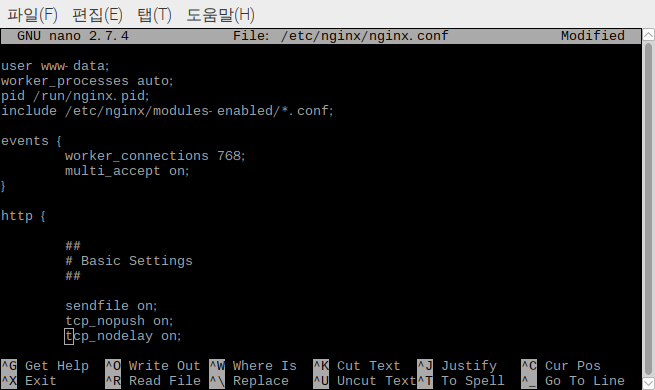 파일(F) 편집(E) 탭(T) 도움말(H)
GNU nano 2.7.4 File: /etc/nginx/nginx.conf Modified
user www-data;
worker_processes auto;
pid /run/nginx.pid;
include /etc/nginx/modules-enabled/*.conf;
events {
worker_connections 768;
multi_accept on;
}
http {
##
# Basic Settings
##
sendfile on;
tcp_nopush on;
tcp_nodelay on;
^G Get Help ^O Write Out ^W Where Is ^K Cut Text ^J Justify ^C Cur Pos
^X Exit ^R Read File ^\ Replace ^U Uncut Text ^T To Spell ^_ Go To Line